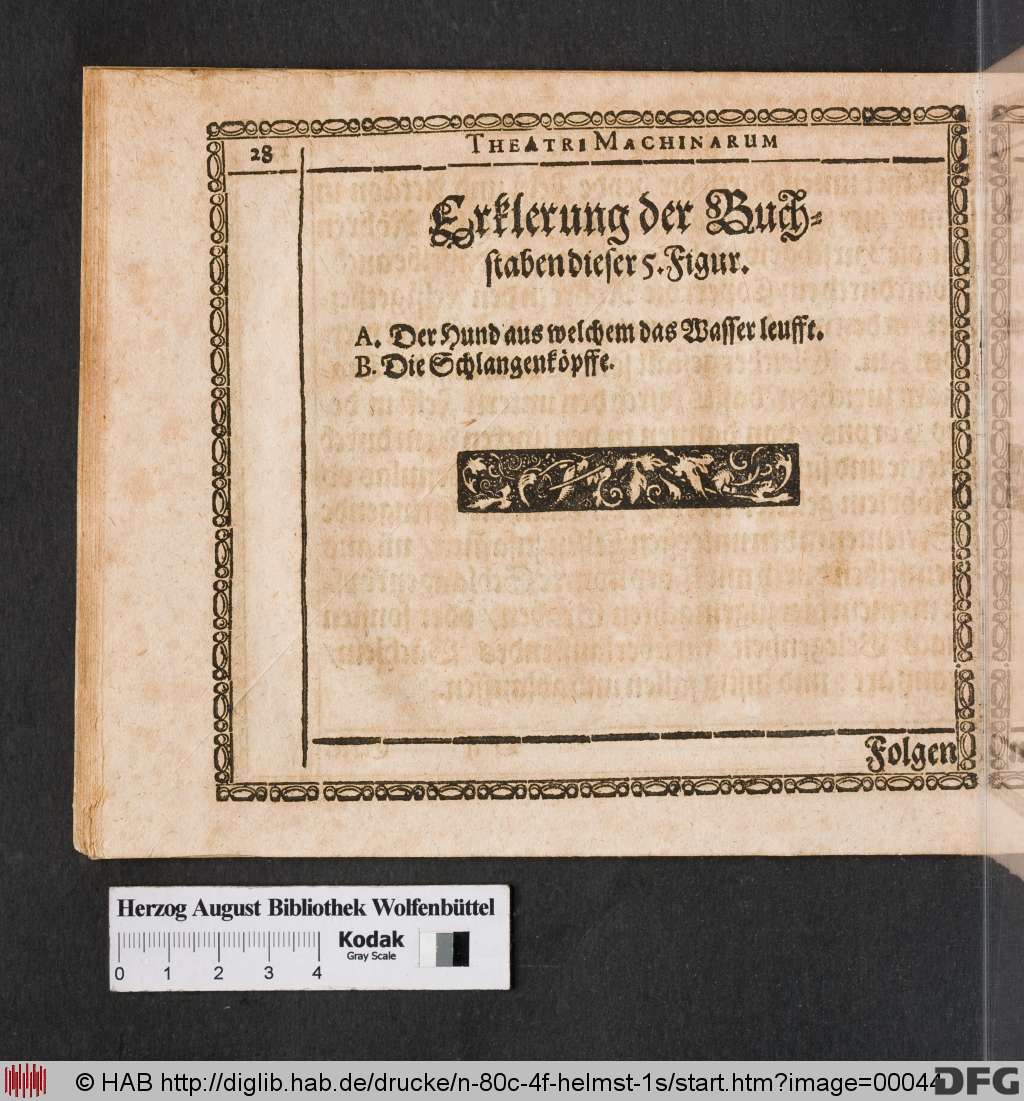 28
THEATRI MACHINARUM
Erklerung der Buch-
staben dieser 5. Figur.
A. Der Hund aus welchem das Wasser leufft.
B. Die Schlangenköpffe.
Folgen
Herzog August Bibliothek Wolfenbüttel
Kodak
Gray Scale
0 1 2 3 4
© HAB http://diglib.hab.de/drucke/n-80c-4f-helmst-1s/start.htm?image=00044
DFG